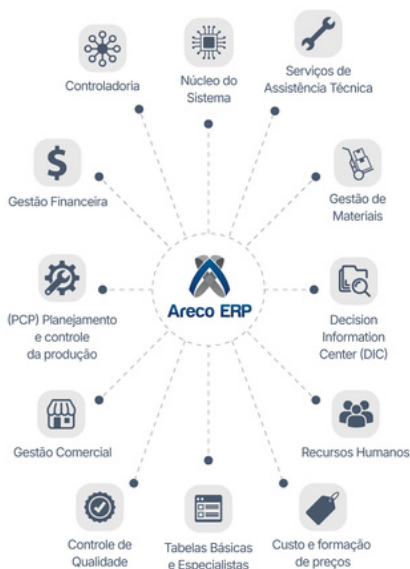 Controladoria
Núcleo do
Sistema
Serviços de
Assistência Técnica
Gestão Financeira
Gestão de
Materiais
Areco ERP
(PCP) Planejamento
e controle
da produção
Decision
Information
Center (DIC)
Gestão Comercial
Recursos Humanos
Controle de
Qualidade
Tabelas Básicas
e Especialistas
Custo e formação
de preços